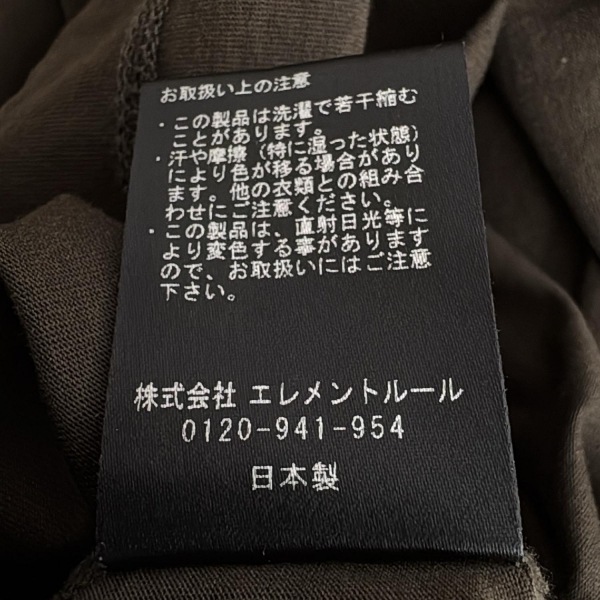 お取扱い上の注意
・この製品は洗濯で若干縮む
ことがあります。
・汗や摩擦(特に湿った状態)
により色が移る場合があり
ます。他の衣類との組み合
わせにご注意ください。
・この製品は、直射日光等に
より変色する事があります
ので、お取扱いにはご注意
下さい。
株式会社 エレメントルール
0120-941-954
日本製